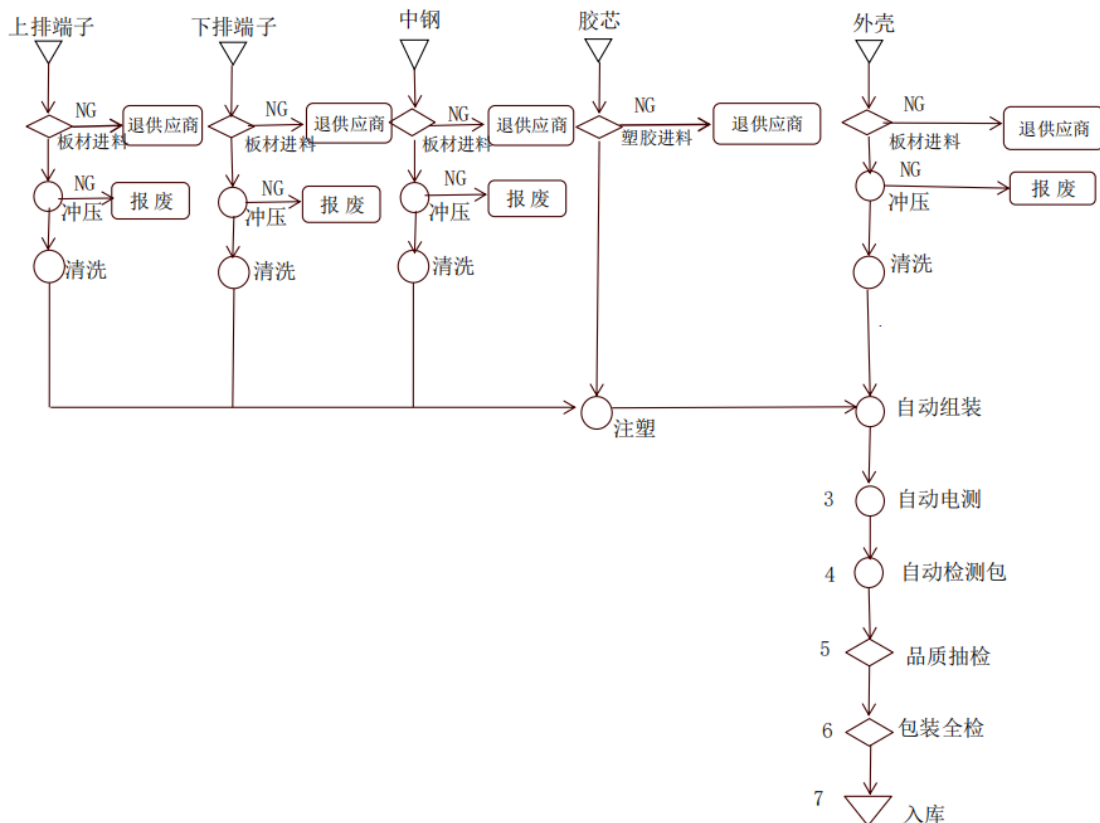 上排端子
下排端子
中钢
胶芯
外壳
NG
退供应商
板材进料
NG
退供应商
板材进料
NG
退供应商
板材进料
NG
退供应商
塑胶进料
NG
退供应商
板材进料
NG
报 废
冲压
NG
报 废
冲压
NG
报 废
冲压
NG
报 废
冲压
清洗
清洗
清洗
清洗
注塑
自动组装
3 自动电测
4 自动检测包
5 品质抽检
6 包装全检
7 入库